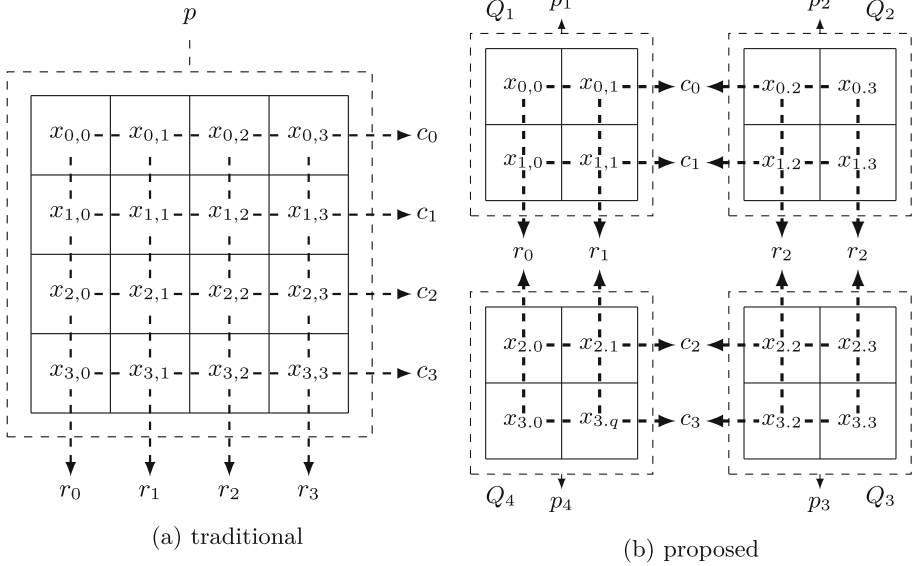 p
x0,0 x0,1 x0,2 x0,3 c0
x1,0 x1,1 x1,2 x1,3 c1
x2,0 x2,1 x2,2 x2,3 c2
x3,0 x3,1 x3,2 x3,3 c3
r0 r1 r2 r3
(a) traditional
Q1 p1 p2 Q2
x0,0 x0,1 c0 x0.2 x0.3
x1,0 x1,1 c1 x1.2 x1.3
r0 r1 r2 r2
x2.0 x2.1 c2 x2.2 x2.3
x3.0 x3.q c3 x3.2 x3.3
Q4 p4 p3 Q3
(b) proposed